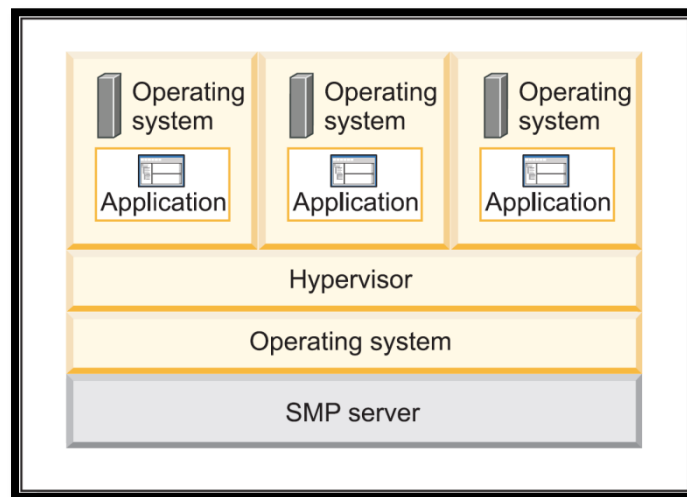 Operating
system
Application
Operating
system
Application
Operating
system
Application
Hypervisor
Operating system
SMP server